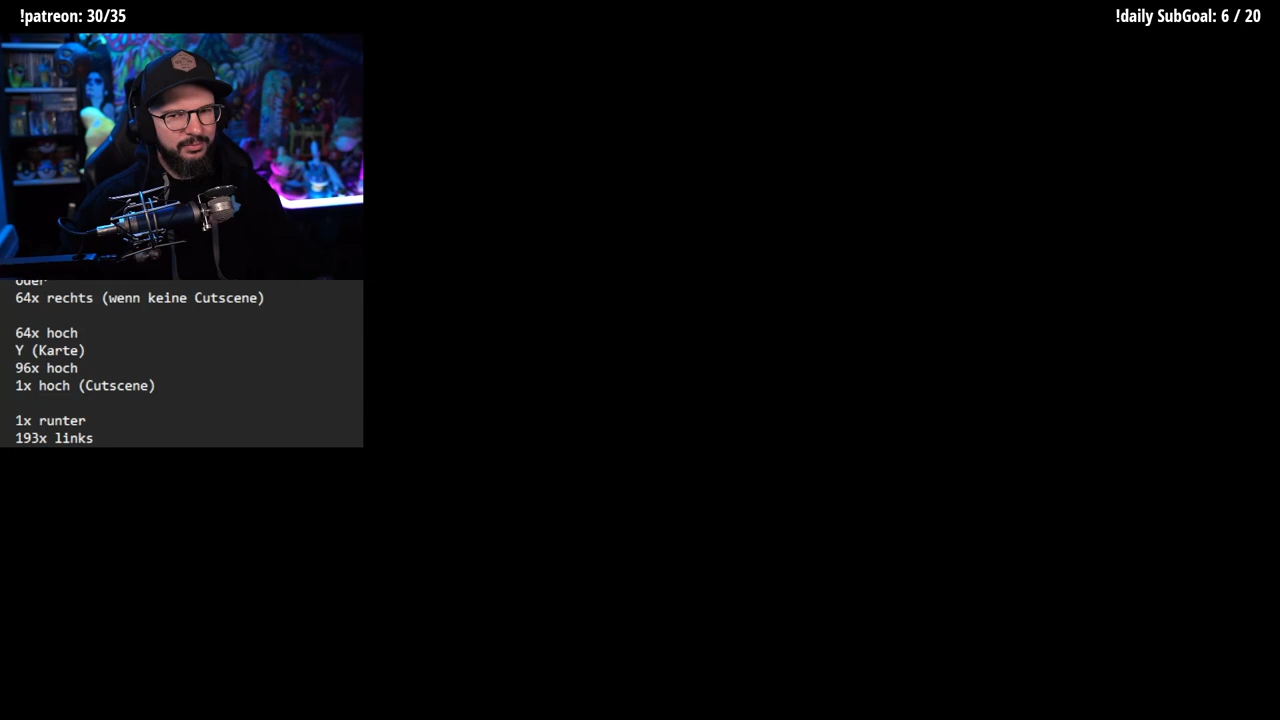 !patreon: 30/35
!daily SubGoal: 6 / 20
oder
64x rechts (wenn keine Cutscene)
64x hoch
Y (Karte)
96x hoch
1x hoch (Cutscene)
1x runter
193x links